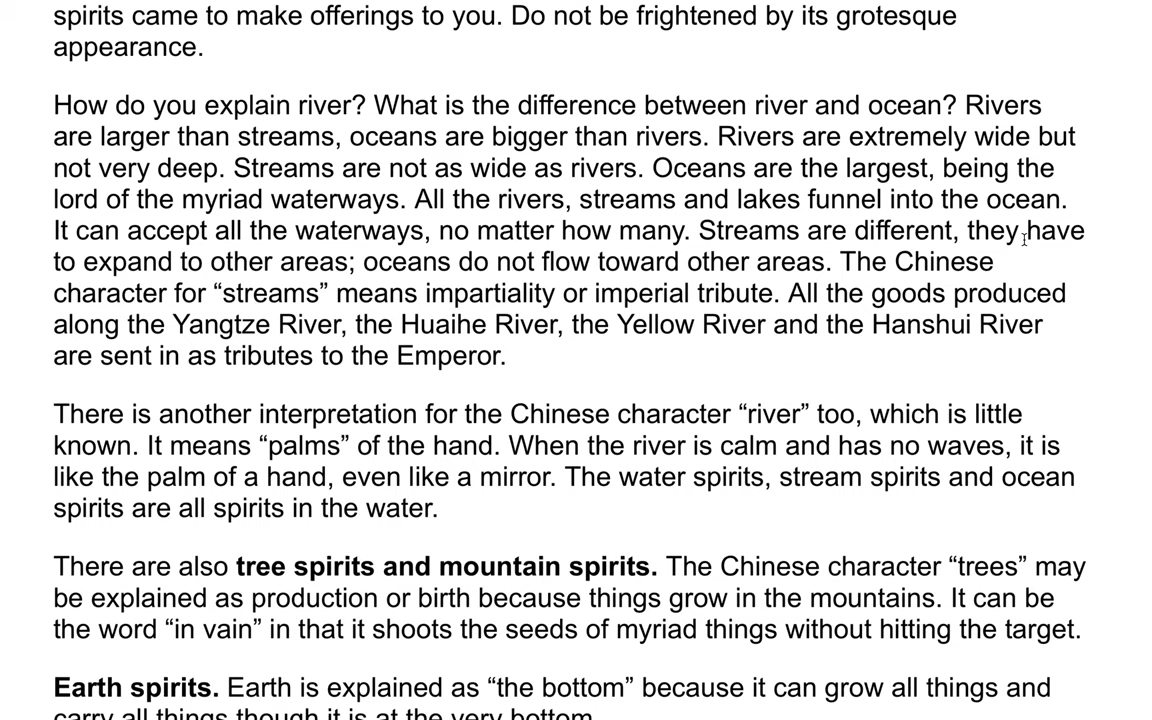 spirits came to make offerings to you. Do not be frightened by its grotesque
appearance.
How do you explain river? What is the difference between river and ocean? Rivers
are larger than streams, oceans are bigger than rivers. Rivers are extremely wide but
not very deep. Streams are not as wide as rivers. Oceans are the largest, being the
lord of the myriad waterways. All the rivers, streams and lakes funnel into the ocean.
It can accept all the waterways, no matter how many. Streams are different, they have
to expand to other areas; oceans do not flow toward other areas. The Chinese
character for “streams” means impartiality or imperial tribute. All the goods produced
along the Yangtze River, the Huaihe River, the Yellow River and the Hanshui River
are sent in as tributes to the Emperor.
There is another interpretation for the Chinese character “river” too, which is little
known. It means “palms” of the hand. When the river is calm and has no waves, it is
like the palm of a hand, even like a mirror. The water spirits, stream spirits and ocean
spirits are all spirits in the water.
There are also tree spirits and mountain spirits. The Chinese character “trees” may
be explained as production or birth because things grow in the mountains. It can be
the word “in vain” in that it shoots the seeds of myriad things without hitting the target.
Earth spirits. Earth is explained as “the bottom” because it can grow all things and
carry all things though it is at the very bottom.